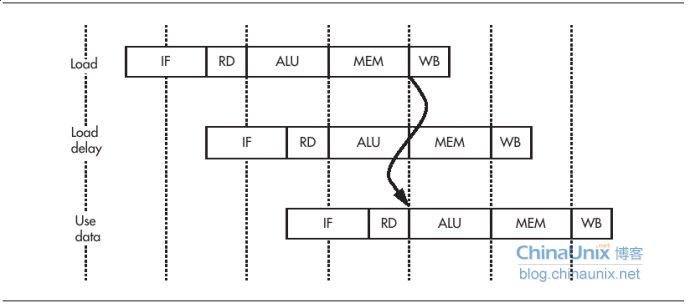 Load IF RD ALU MEM WB
Load
delay
IF RD ALU MEM WB
Use
data
IF RD ALU MEM WB
ChinaUnix.net 博客
blog.chinaunix.net